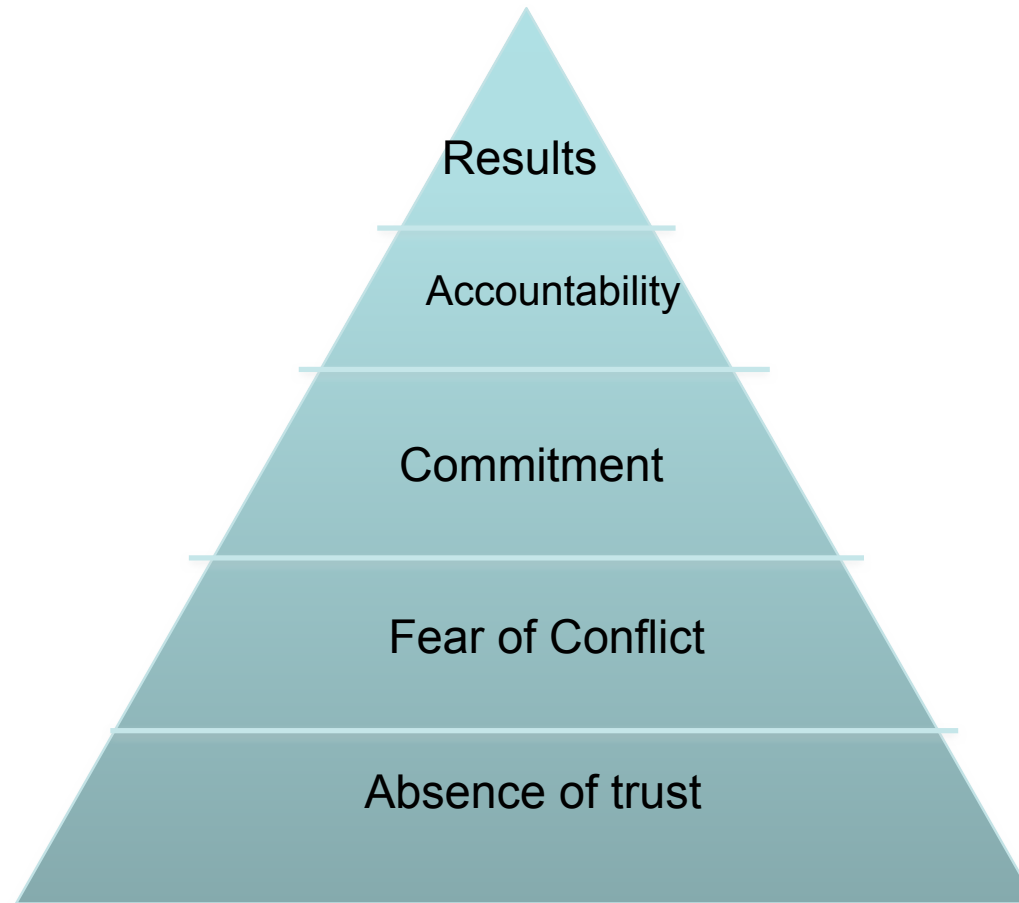 Results
Accountability
Commitment
Fear of Conflict
Absence of trust